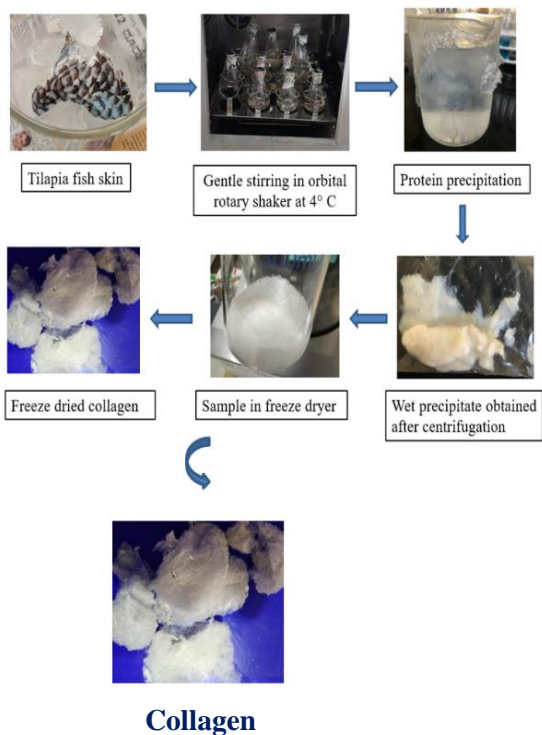 Tilapia fish skin
Gentle stirring in orbital
rotary shaker at 4° C
Protein precipitation
Freeze dried collagen
Sample in freeze dryer
Wet precipitate obtained
after centrifugation
Collagen